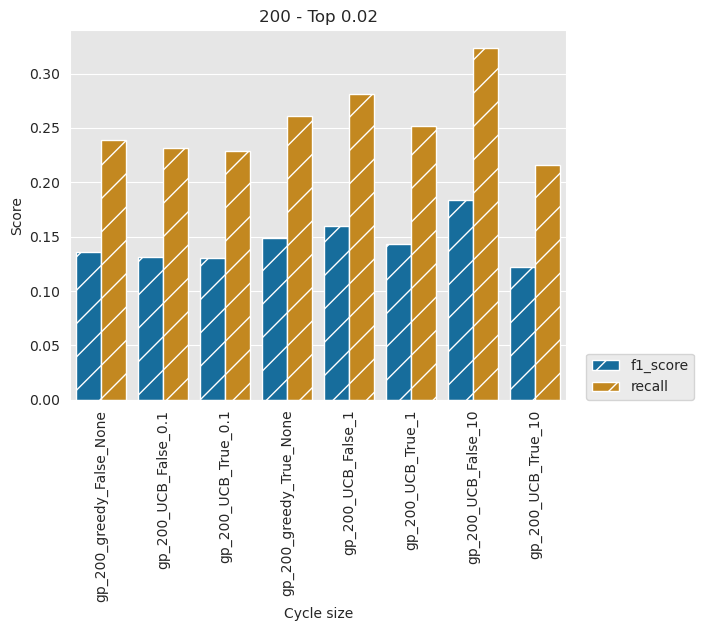 200 - Top 0.02
Score
0.30
0.25
0.20
0.15
0.10
0.05
0.00
gp_200_greedy_False_None
gp_200_UCB_False_0.1
gp_200_UCB_True_0.1
gp_200_greedy_True_None
gp_200_UCB_False_1
gp_200_UCB_True_1
gp_200_UCB_False_10
gp_200_UCB_True_10
Cycle size
f1_score
recall